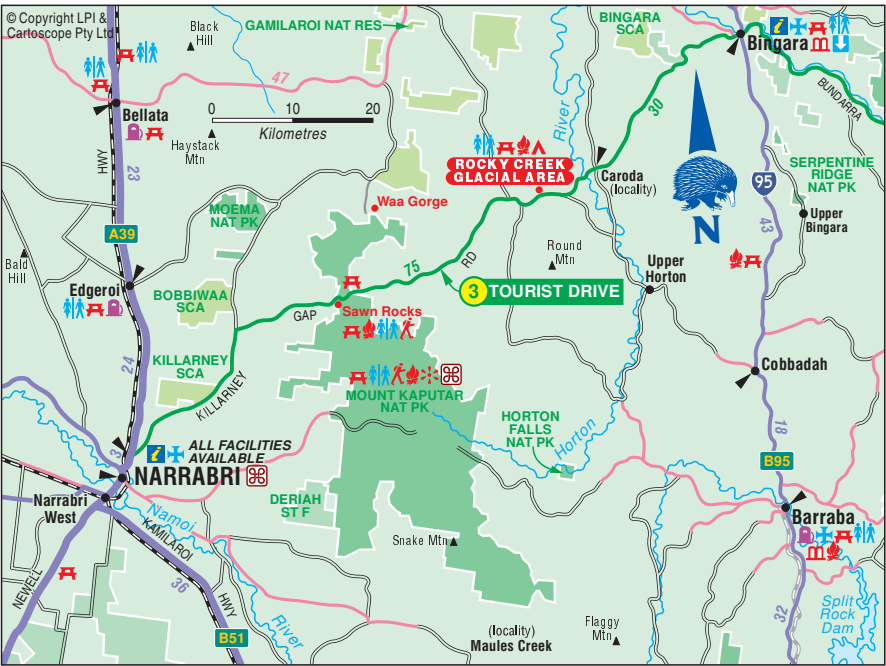 © Copyright LPI &
Cartoscope Pty Ltd
Black
Hill
GAMILAROI NAT RES
BINGARA
SCA
Bingara
BUNDARRA
47
Bellata
0 10 20
Kilometres
Haystack
Mtn
HWY
23
River
30
ROCKY CREEK
GLACIAL AREA
Caroda
(locality)
N
95
SERPENTINE
RIDGE
NAT PK
Upper
Bingara
43
Waa Gorge
MOEMA
NAT PK
A39
Bald
Hill
Edgeroi
BOBBIWAA
SCA
75
RD
Round
Mtn
Upper
Horton
3 TOURIST DRIVE
GAP
Sawn Rocks
24
KILLARNEY
SCA
KILLARNEY
MOUNT KAPUTAR
NAT PK
Cobbadah
18
HORTON
FALLS
NAT PK
Horton
3
ALL FACILITIES
AVAILABLE
NARRABRI
B95
Narrabri
West
Namoi
KAMILAROI
DERIAH
ST F
Snake Mtn
Barraba
NEWELL
36
HWY
B51
River
(locality)
Maules Creek
Flaggy
Mtn
32
Split
Rock
Dam